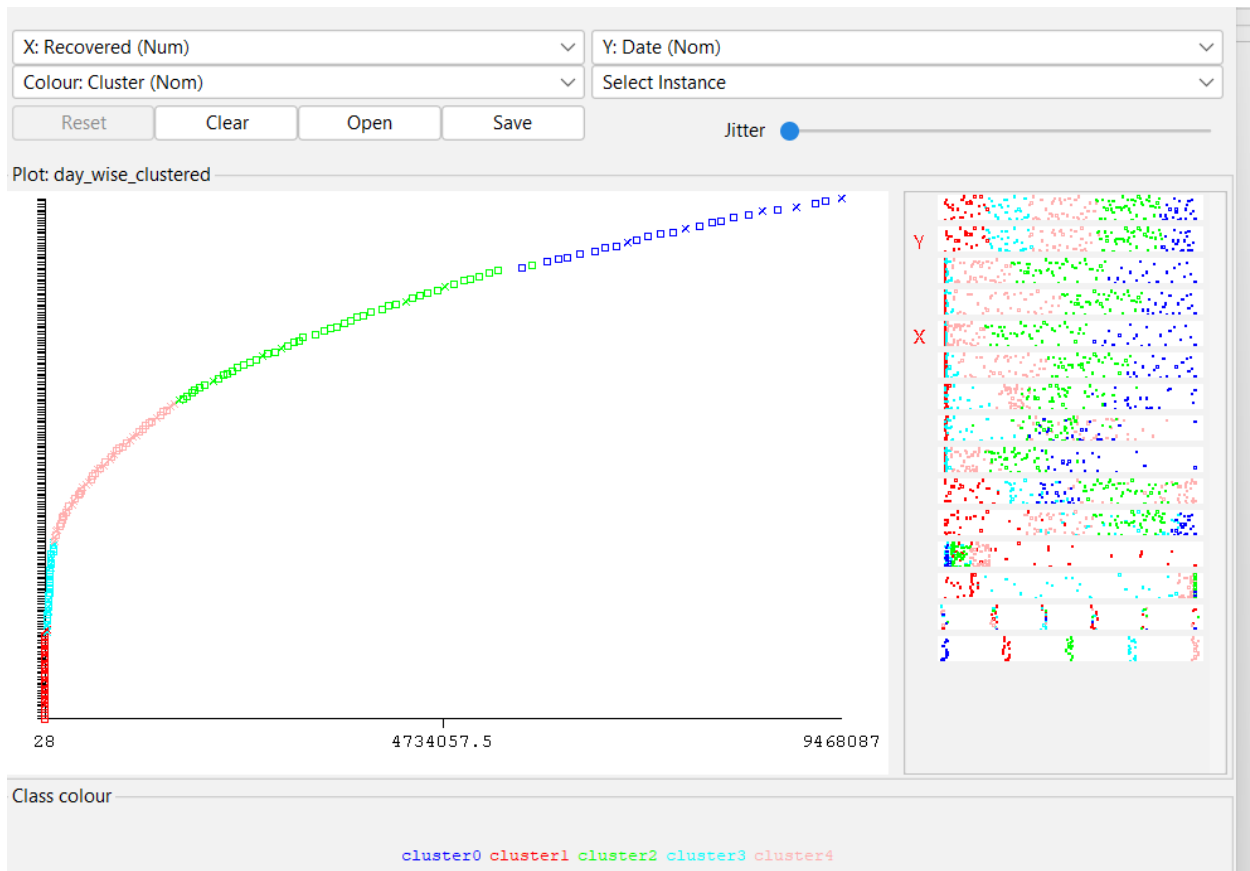 X: Recovered (Num) Y: Date (Nom)
Colour: Cluster (Nom) Select Instance
Reset Clear Open Save Jitter
Plot: day_wise_clustered
Y
X
28 4734057.5 9468087
Class colour
cluster0 cluster1 cluster2 cluster3 cluster4